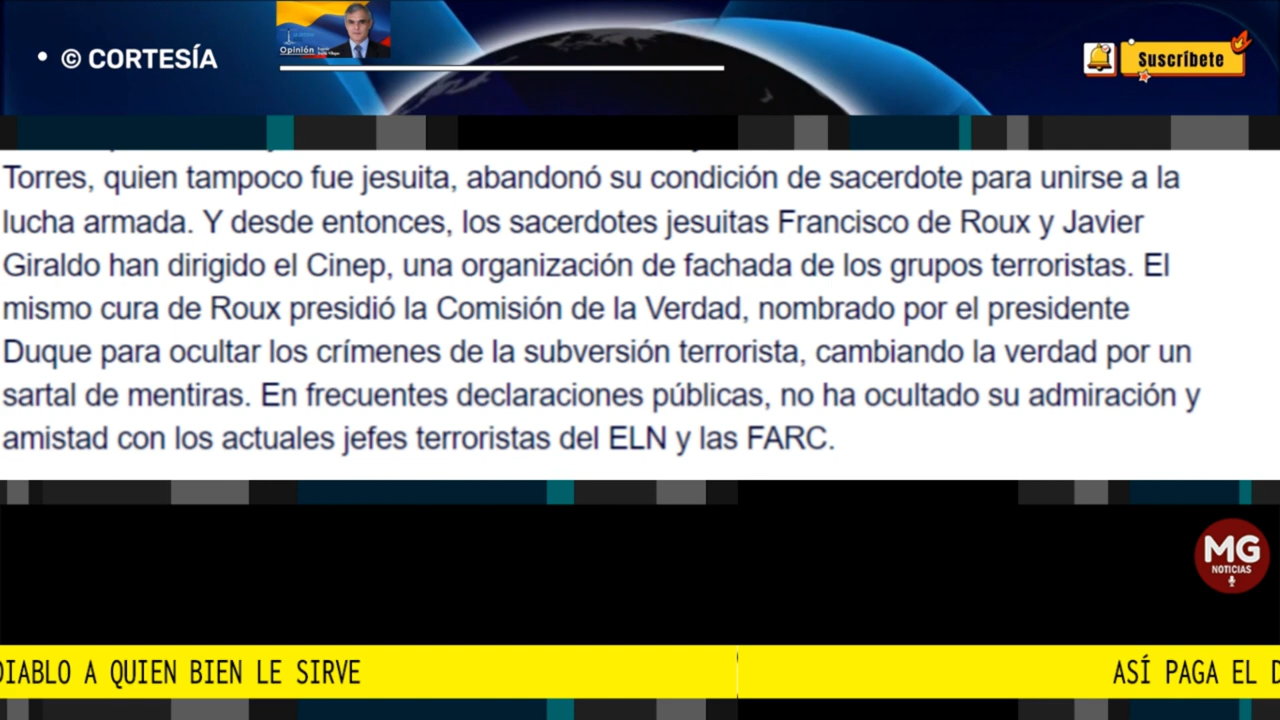 • © CORTESÍA
Opinión
Suscríbete
Torres, quien tampoco fue jesuita, abandonó su condición de sacerdote para unirse a la
lucha armada. Y desde entonces, los sacerdotes jesuitas Francisco de Roux y Javier
Giraldo han dirigido el Cinep, una organización de fachada de los grupos terroristas. El
mismo cura de Roux presidió la Comisión de la Verdad, nombrado por el presidente
Duque para ocultar los crímenes de la subversión terrorista, cambiando la verdad por un
sartal de mentiras. En frecuentes declaraciones públicas, no ha ocultado su admiración y
amistad con los actuales jefes terroristas del ELN y las FARC.
MG
NOTICIAS
DIABLO A QUIEN BIEN LE SIRVE
ASÍ PAGA EL D